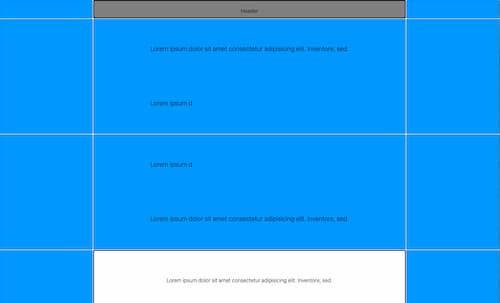 Header
Lorem ipsum dolor sit amet consectetur adipisicing elit. Inventore, sed.
Lorem ipsum d
Lorem ipsum d
Lorem ipsum dolor sit amet consectetur adipisicing elit. Inventore, sed.
Lorem ipsum dolor sit amet consectetur adipisicing elit. Inventore, sed.